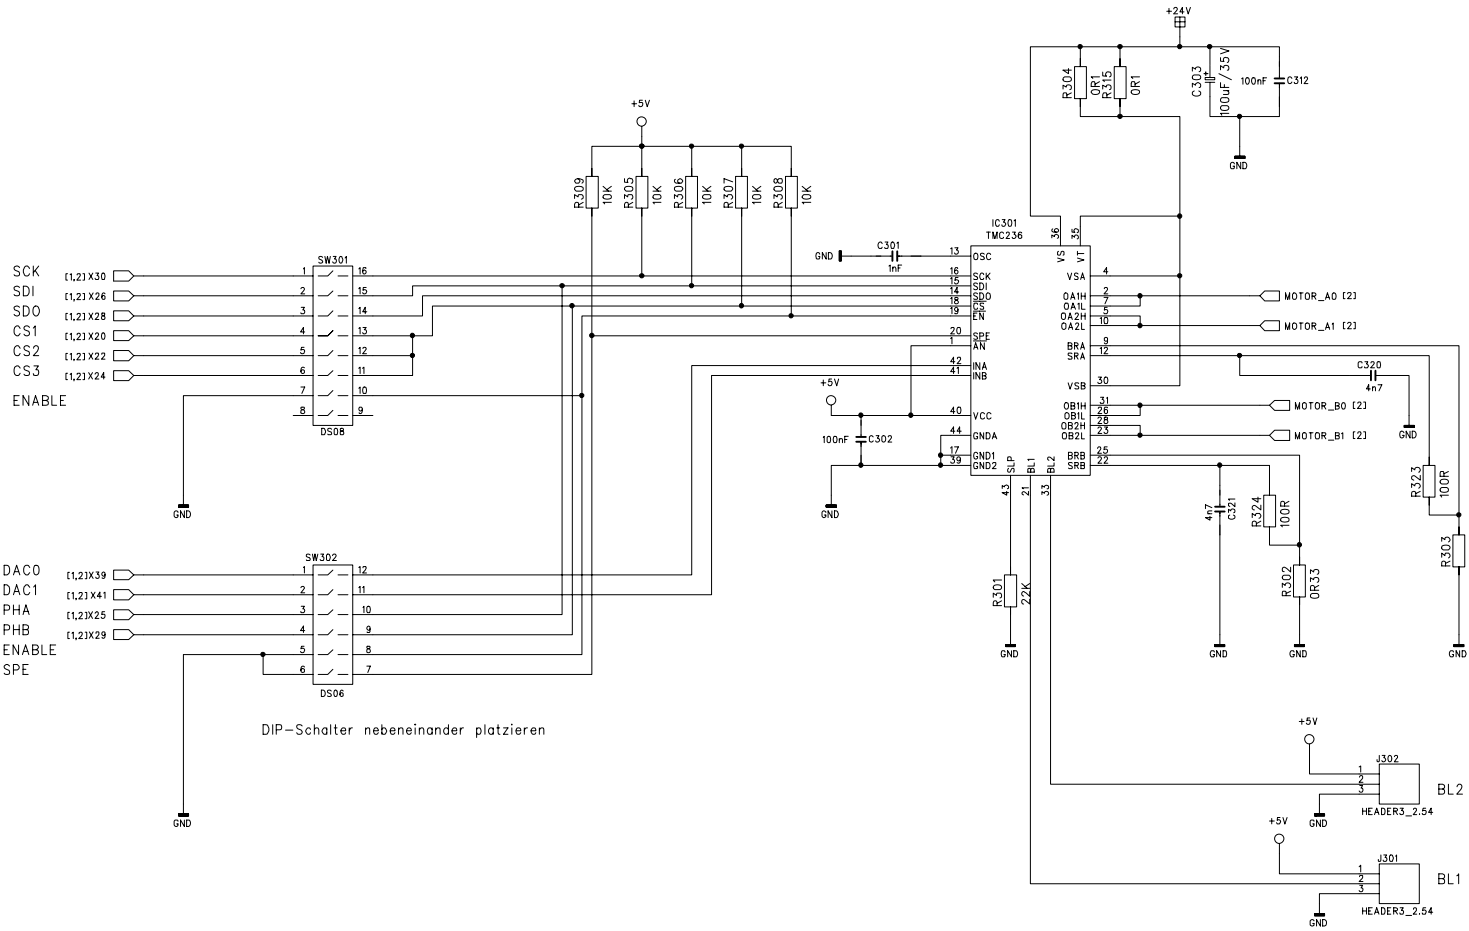 +24V
R304
0R1
R315
0R1
C303
+
100uF/35V
100nF
C312
GND
+5V
R309
10K
R305
10K
R306
10K
R307
10K
R308
10K
IC301
TMC236
36
35
VS
VT
GND
C301
1nF
13
OSC
16
SCK
15
SDI
14
SDO
18
CS
19
EN
20
SPE
1
AN
42
INA
41
INB
40
VCC
44
GNDA
17
GND1
39
GND2
SLP
BL1
BL2
43
21
33
VSA
4
OA1H
2
OA1L
7
OA2H
5
OA2L
10
BRA
9
SRA
12
VSB
30
OB1H
31
OB1L
26
OB2H
28
OB2L
23
BRB
25
SRB
22
MOTOR_A0 [2]
MOTOR_A1 [2]
C320
4n7
GND
MOTOR_B0 [2]
MOTOR_B1 [2]
SW301
SCK [1,2]X30 1 16
SDI [1,2]X26 2 15
SDO [1,2]X28 3 14
CS1 [1,2]X20 4 13
CS2 [1,2]X22 5 12
CS3 [1,2]X24 6 11
ENABLE 7 10
8 9
DS08
GND
+5V
100nF
C302
GND
4n7
C321
R324
100R
R323
100R
R303
R302
0R33
R301
22K
GND
GND
GND
GND
SW302
DAC0 [1,2]X39 1 12
DAC1 [1,2]X41 2 11
PHA [1,2]X25 3 10
PHB [1,2]X29 4 9
ENABLE 5 8
SPE 6 7
DS06
DIP-Schalter nebeneinander platzieren
GND
+5V
J302
1
2
3
BL2
HEADER3_2.54
GND
+5V
J301
1
2
3
BL1
HEADER3_2.54
GND